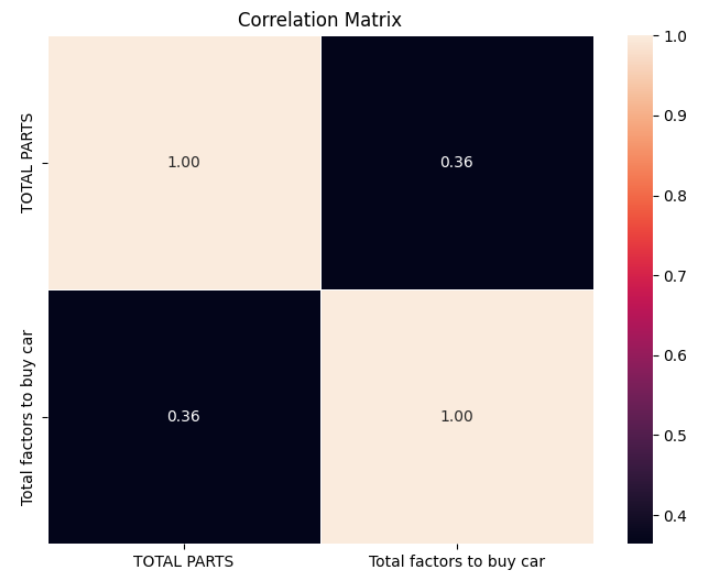 Correlation Matrix
TOTAL PARTS
Total factors to buy car
1.00
0.36
0.36
1.00
TOTAL PARTS
Total factors to buy car
1.0
0.9
0.8
0.7
0.6
0.5
0.4